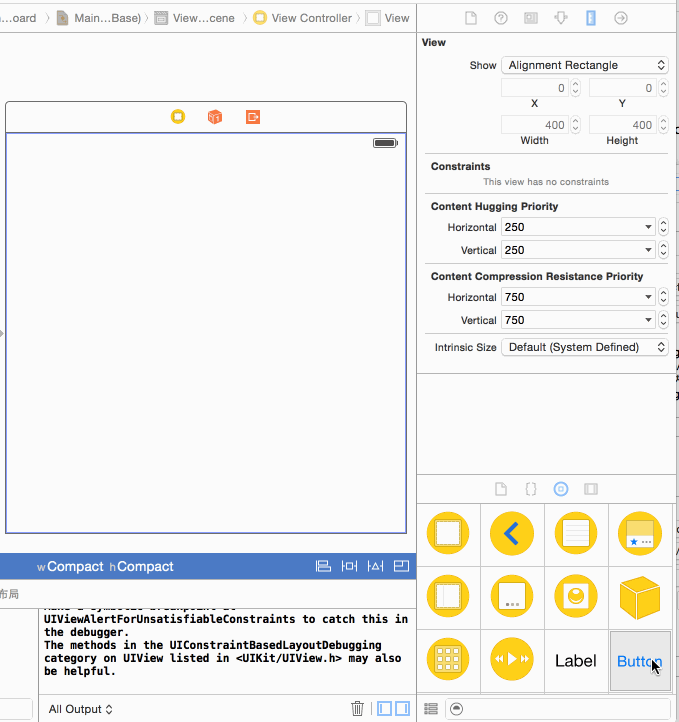 ...oard
Main...Base)
View...cene
View Controller
View
View
Show
Alignment Rectangle
0
0
X
Y
400
400
Width
Height
Constraints
This view has no constraints
Content Hugging Priority
Horizontal
250
Vertical
250
Content Compression Resistance Priority
Horizontal
750
Vertical
750
Intrinsic Size
Default (System Defined)
wCompact hCompact
布局
UIViewAlertForUnsatisfiableConstraints to catch this in
the debugger.
The methods in the UIConstraintBasedLayoutDebugging
category on UIView listed in <UIKit/UIView.h> may also
be helpful.
Label
Button
All Output